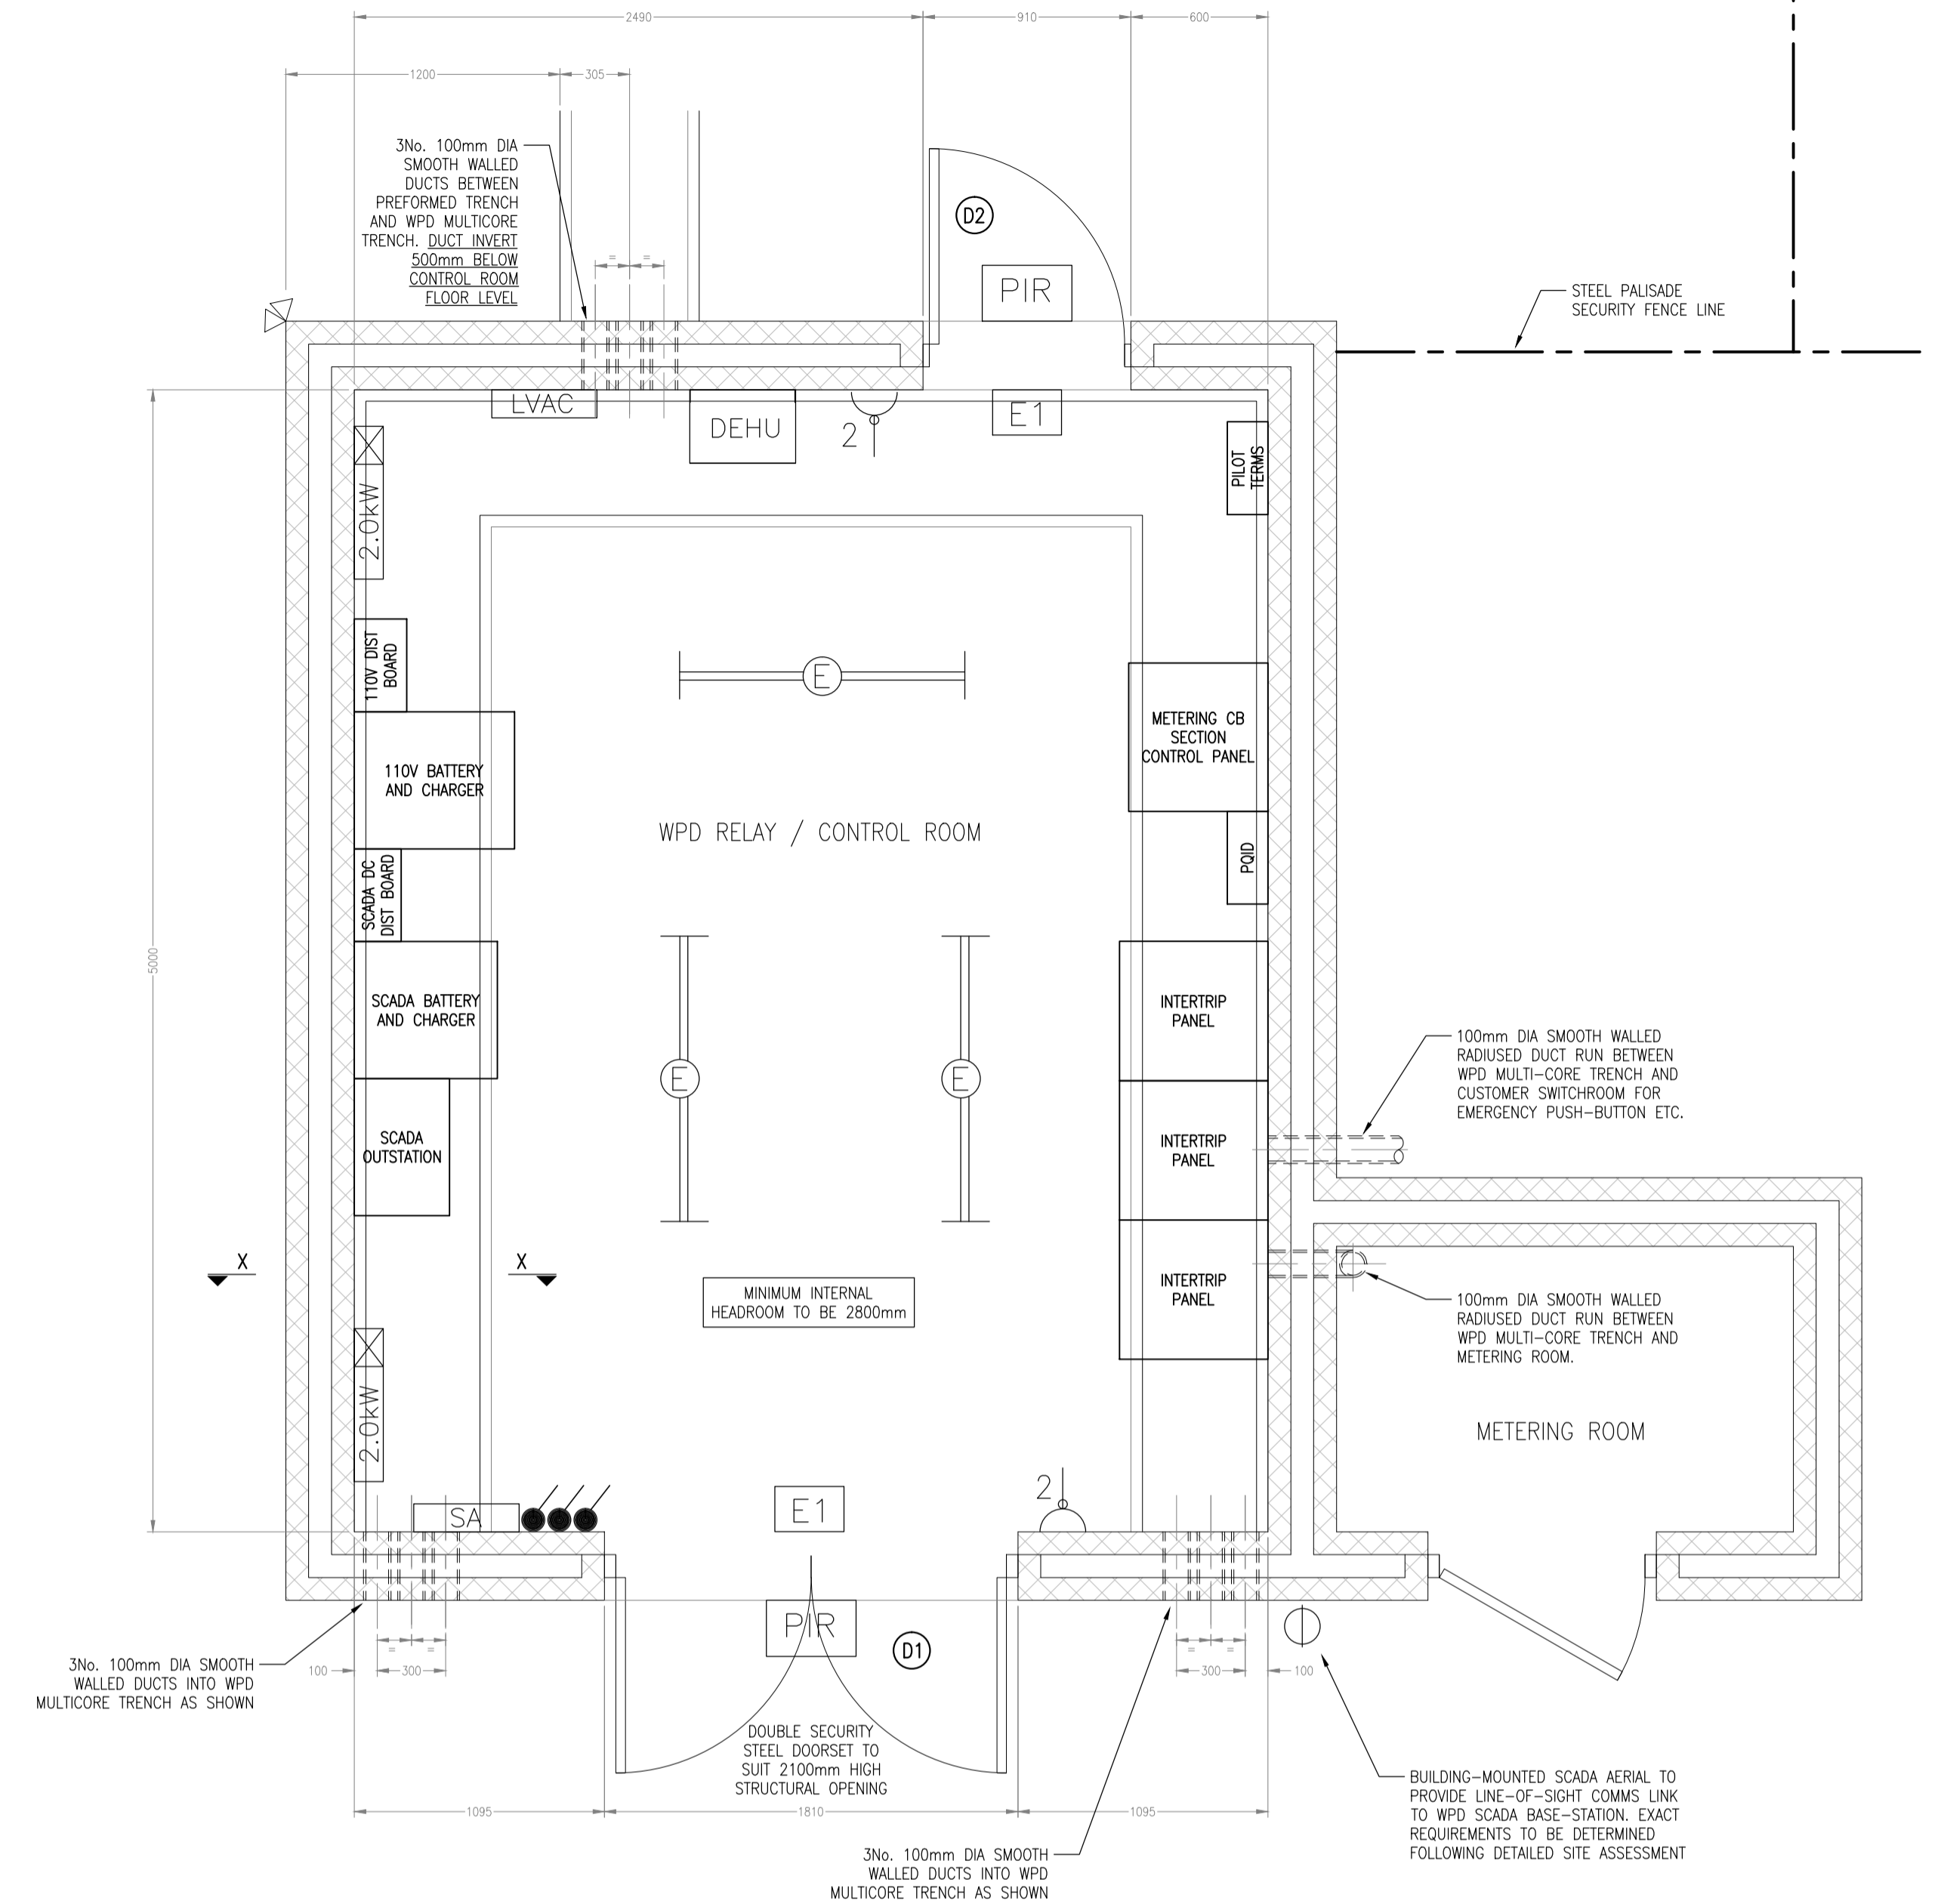 2490
910
600
1200
305
3No. 100mm DIA
SMOOTH WALLED
DUCTS BETWEEN
PREFORMED TRENCH
AND WPD MULTICORE
TRENCH. DUCT INVERT
500mm BELOW
CONTROL ROOM
FLOOR LEVEL
= =
D2
PIR
STEEL PALISADE
SECURITY FENCE LINE
LVAC
DEHU
2
E1
PILOT
TERMS
2.0kW
110V DIST
BOARD
E
METERING CB
SECTION
CONTROL PANEL
110V BATTERY
AND CHARGER
WPD RELAY / CONTROL ROOM
PQID
SCADA DC
DIST BOARD
5000
SCADA BATTERY
AND CHARGER
INTERTRIP
PANEL
E
E
100mm DIA SMOOTH WALLED
RADIUSED DUCT RUN BETWEEN
WPD MULTI-CORE TRENCH AND
CUSTOMER SWITCHROOM FOR
EMERGENCY PUSH-BUTTON ETC.
SCADA
OUTSTATION
INTERTRIP
PANEL
X
X
MINIMUM INTERNAL
HEADROOM TO BE 2800mm
INTERTRIP
PANEL
100mm DIA SMOOTH WALLED
RADIUSED DUCT RUN BETWEEN
WPD MULTI-CORE TRENCH AND
METERING ROOM.
2.0kW
METERING ROOM
SA
E1
2
PIR
D1
= =
100
300
= =
300
100
3No. 100mm DIA SMOOTH
WALLED DUCTS INTO WPD
MULTICORE TRENCH AS SHOWN
DOUBLE SECURITY
STEEL DOORSET TO
SUIT 2100mm HIGH
STRUCTURAL OPENING
1095
1810
1095
BUILDING-MOUNTED SCADA AERIAL TO
PROVIDE LINE-OF-SIGHT COMMS LINK
TO WPD SCADA BASE-STATION. EXACT
REQUIREMENTS TO BE DETERMINED
FOLLOWING DETAILED SITE ASSESSMENT
3No. 100mm DIA SMOOTH
WALLED DUCTS INTO WPD
MULTICORE TRENCH AS SHOWN